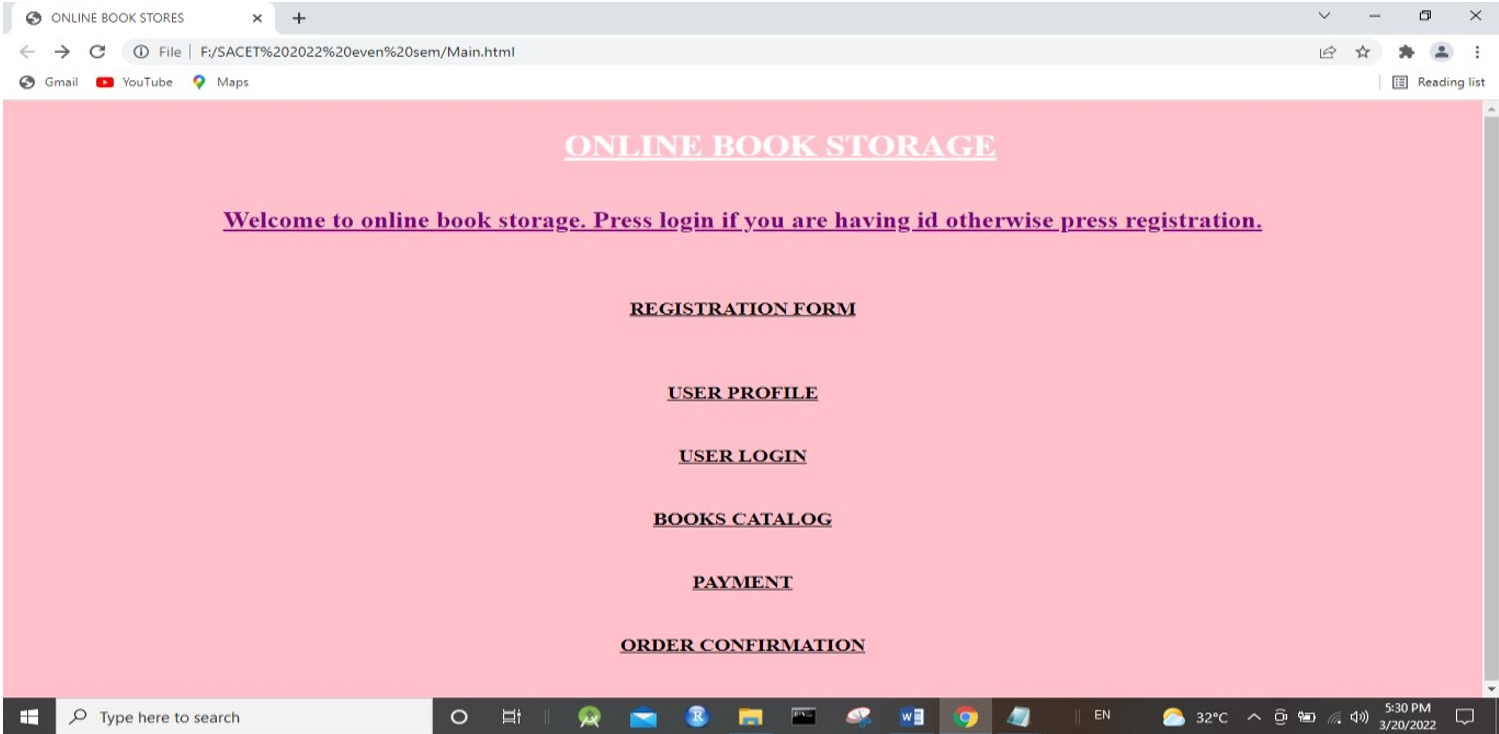 ONLINE BOOK STORES
File F:/SACET%202022%20even%20sem/Main.html
Gmail YouTube Maps Reading list
ONLINE BOOK STORAGE
Welcome to online book storage. Press login if you are having id otherwise press registration.
REGISTRATION FORM
USER PROFILE
USER LOGIN
BOOKS CATALOG
PAYMENT
ORDER CONFIRMATION
Type here to search EN 32°C 5:30 PM
3/20/2022